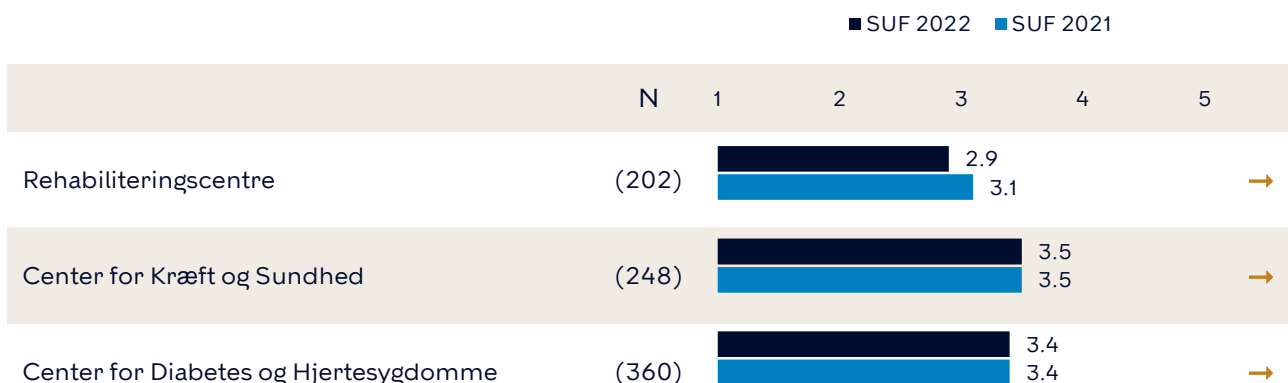 SUF 2022 SUF 2021
N 1 2 3 4 5
Rehabiliteringscentre (202) 2.9
3.1
Center for Kræft og Sundhed (248) 3.5
3.5
Center for Diabetes og Hjertesygdomme (360) 3.4
3.4